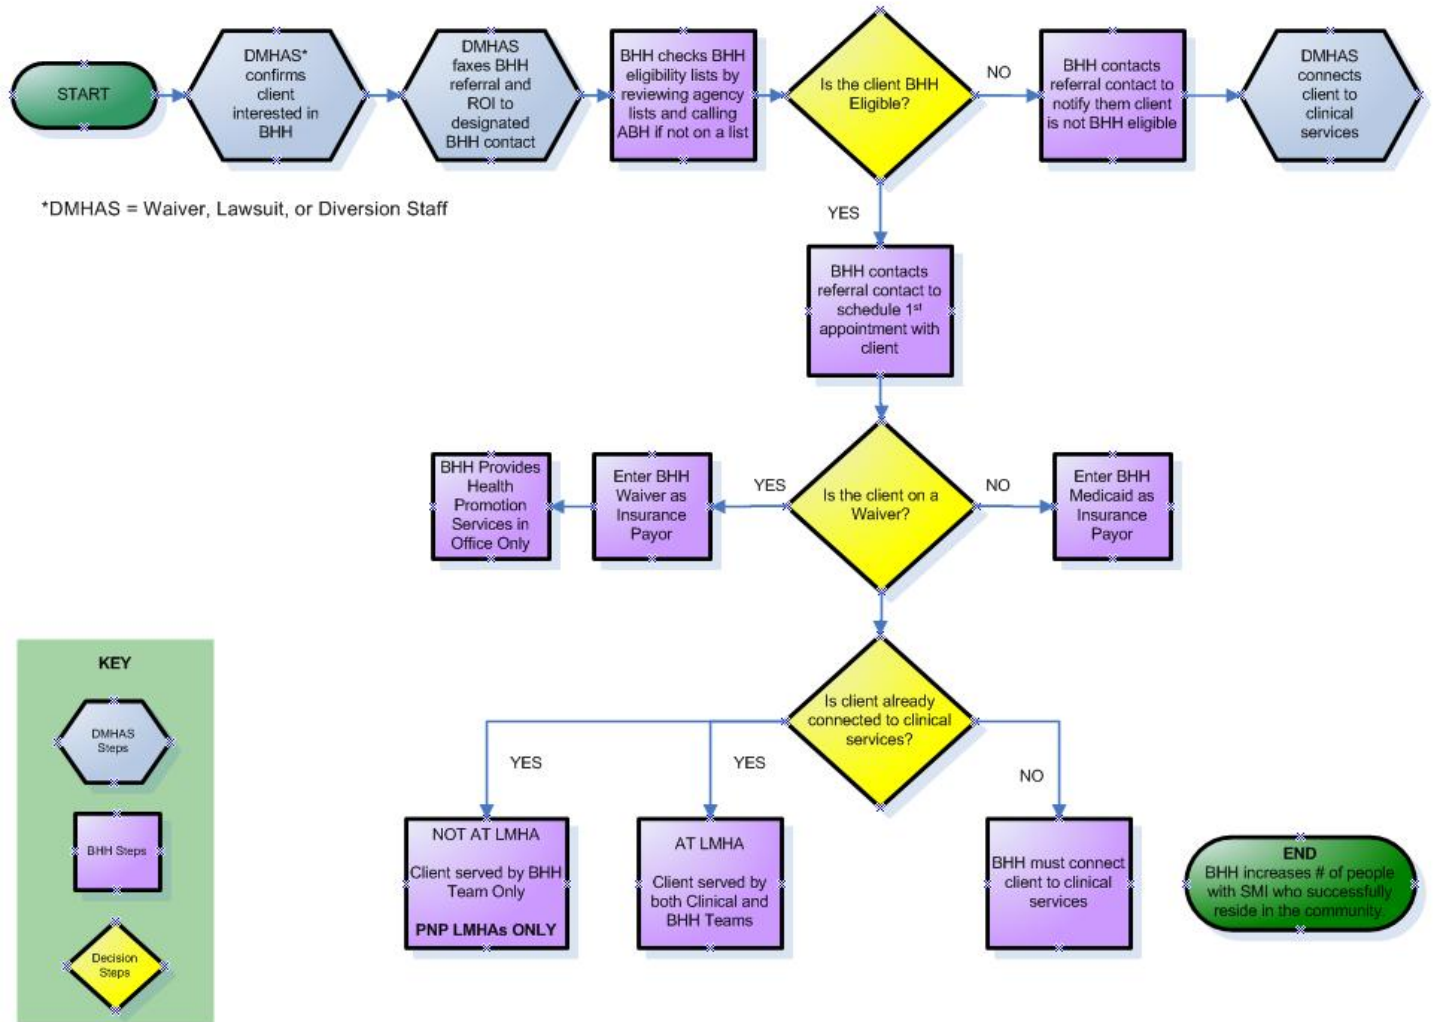 START
DMHAS*
confirms
client
interested in
BHH
DMHAS
faxes BHH
referral and
ROI to
designated
BHH contact
BHH checks BHH
eligibility lists by
reviewing agency
lists and calling
ABH if not on a list
Is the client BHH
Eligible?
NO
BHH contacts
referral contact to
notify them client
is not BHH eligible
DMHAS
connects
client to
clinical
services
*DMHAS = Waiver, Lawsuit, or Diversion Staff
YES
BHH contacts
referral contact to
schedule 1st
appointment with
client
BHH Provides
Health
Promotion
Services in
Office Only
Enter BHH
Waiver as
Insurance
Payor
YES
Is the client on a
Waiver?
NO
Enter BHH
Medicaid as
Insurance
Payor
KEY
DMHAS
Steps
BHH Steps
Decision
Steps
Is client already
connected to clinical
services?
YES
YES
NO
NOT AT LMHA
Client served by BHH
Team Only
PNP LMHAs ONLY
AT LMHA
Client served by
both Clinical and
BHH Teams
BHH must connect
client to clinical
services
END
BHH increases # of people
with SMI who successfully
reside in the community.